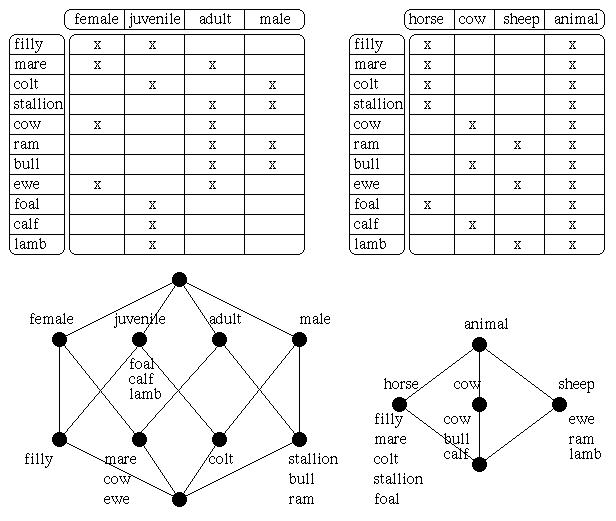 female juvenile adult male
filly x x
mare x x
colt x x
stallion x x
cow x x
ram x x
bull x x
ewe x x
foal x
calf x
lamb x
horse cow sheep animal
filly x x
mare x x
colt x x
stallion x x
cow x x
ram x x
bull x x
ewe x x
foal x x
calf x x
lamb x x
female juvenile adult male
foal
calf
lamb
filly mare colt stallion
cow bull
ewe ram
animal
horse cow sheep
filly cow ewe
mare bull ram
colt calf lamb
stallion
foal